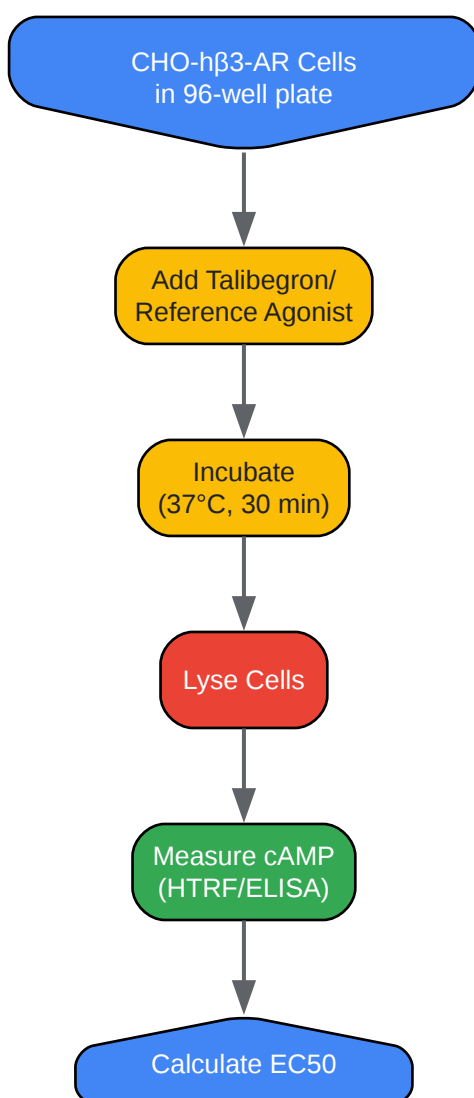 CHO-hβ3-AR Cells
in 96-well plate
Add Talibegron/
Reference Agonist
Incubate
(37°C, 30 min)
Lyse Cells
Measure cAMP
(HTRF/ELISA)
Calculate EC50